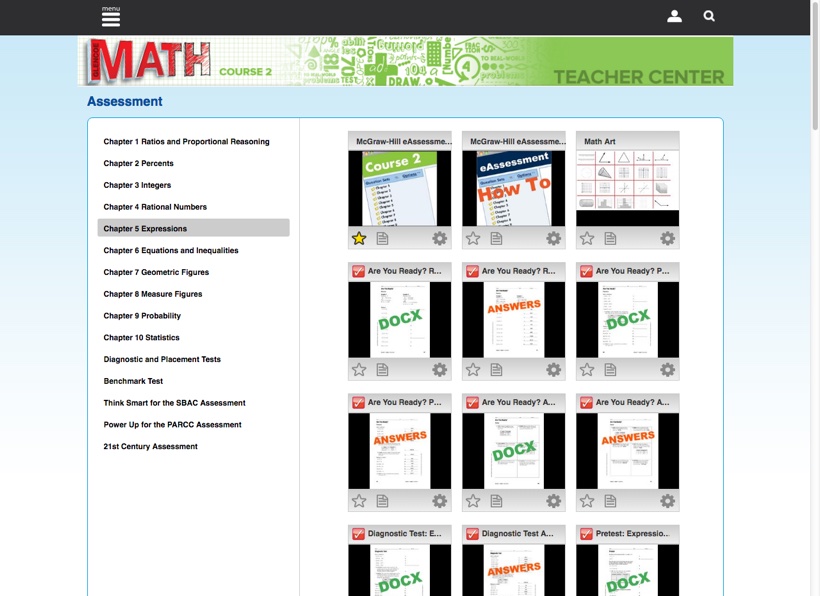 menu
GLENCOE
MATH
COURSE 2
TEACHER CENTER
Assessment
Chapter 1 Ratios and Proportional Reasoning
Chapter 2 Percents
Chapter 3 Integers
Chapter 4 Rational Numbers
Chapter 5 Expressions
Chapter 6 Equations and Inequalities
Chapter 7 Geometric Figures
Chapter 8 Measure Figures
Chapter 9 Probability
Chapter 10 Statistics
Diagnostic and Placement Tests
Benchmark Test
Think Smart for the SBAC Assessment
Power Up for the PARCC Assessment
21st Century Assessment
McGraw-Hill eAssessme...
McGraw-Hill eAssessme...
Math Art
Course 2
eAssessment
How To
Are You Ready? R...
Are You Ready? R...
Are You Ready? P...
DOCX
ANSWERS
DOCX
Are You Ready? P...
Are You Ready? A...
Are You Ready? A...
ANSWERS
DOCX
ANSWERS
Diagnostic Test: E...
Diagnostic Test A...
Pretest: Expressio...
DOCX
ANSWERS
DOCX